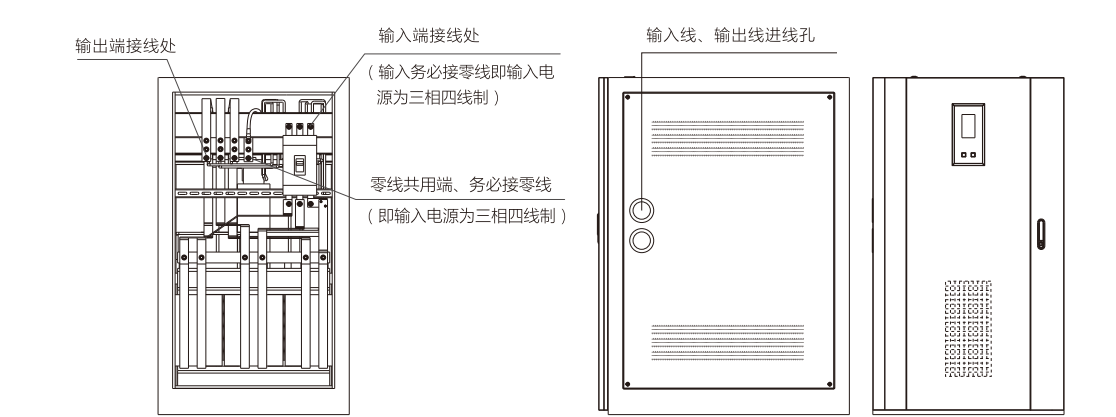 输出端接线处
输入端接线处
（输入务必接零线即输入电
源为三相四线制）
零线共用端、务必接零线
（即输入电源为三相四线制）
输入线、输出线进线孔